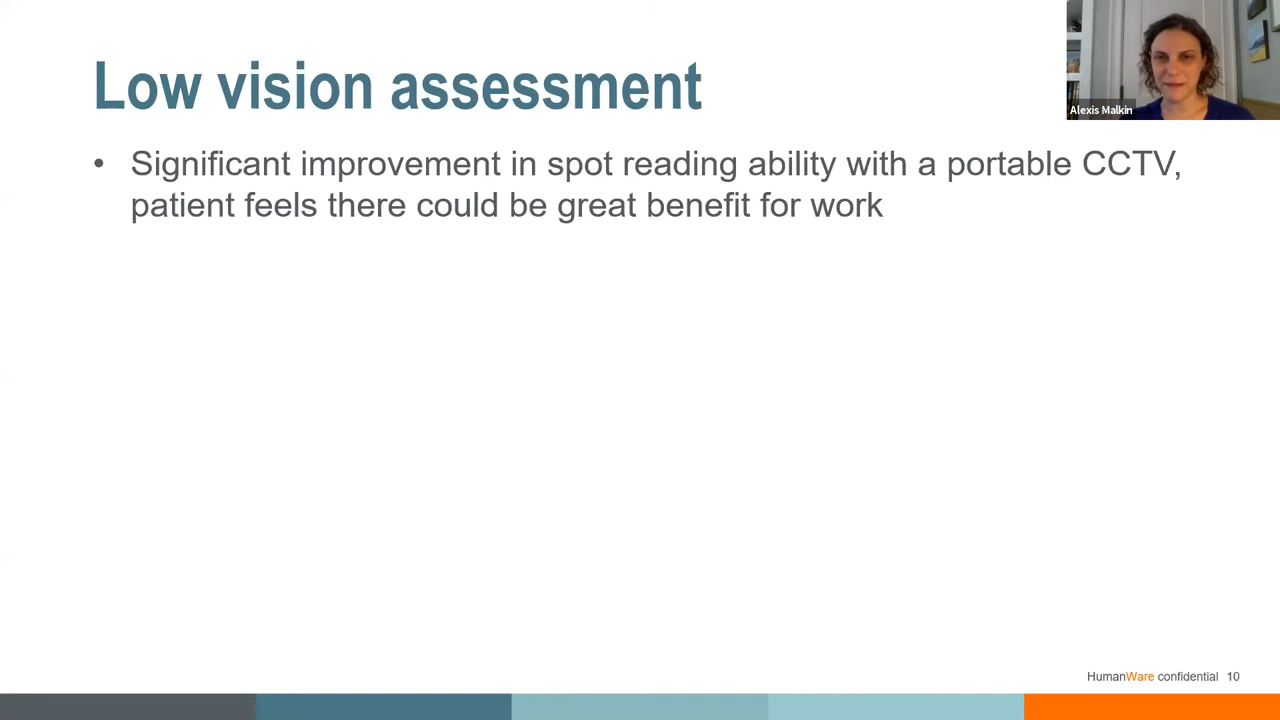 Low vision assessment
Alexis Malkin
• Significant improvement in spot reading ability with a portable CCTV,
patient feels there could be great benefit for work
HumanWare confidential 10